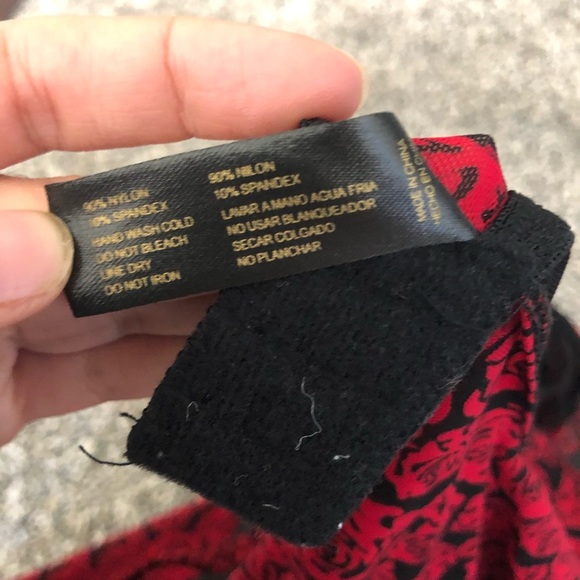 90% NYLON
10% SPANDEX
HAND WASH COLD
DO NOT BLEACH
LINE DRY
DO NOT IRON
90% NILON
10% SPANDEX
LAVAR A MANO AGUA FRIA
NO USAR BLANQUEADOR
SECAR COLGADO
NO PLANCHAR
MADE IN CHINA
HECHO EN C